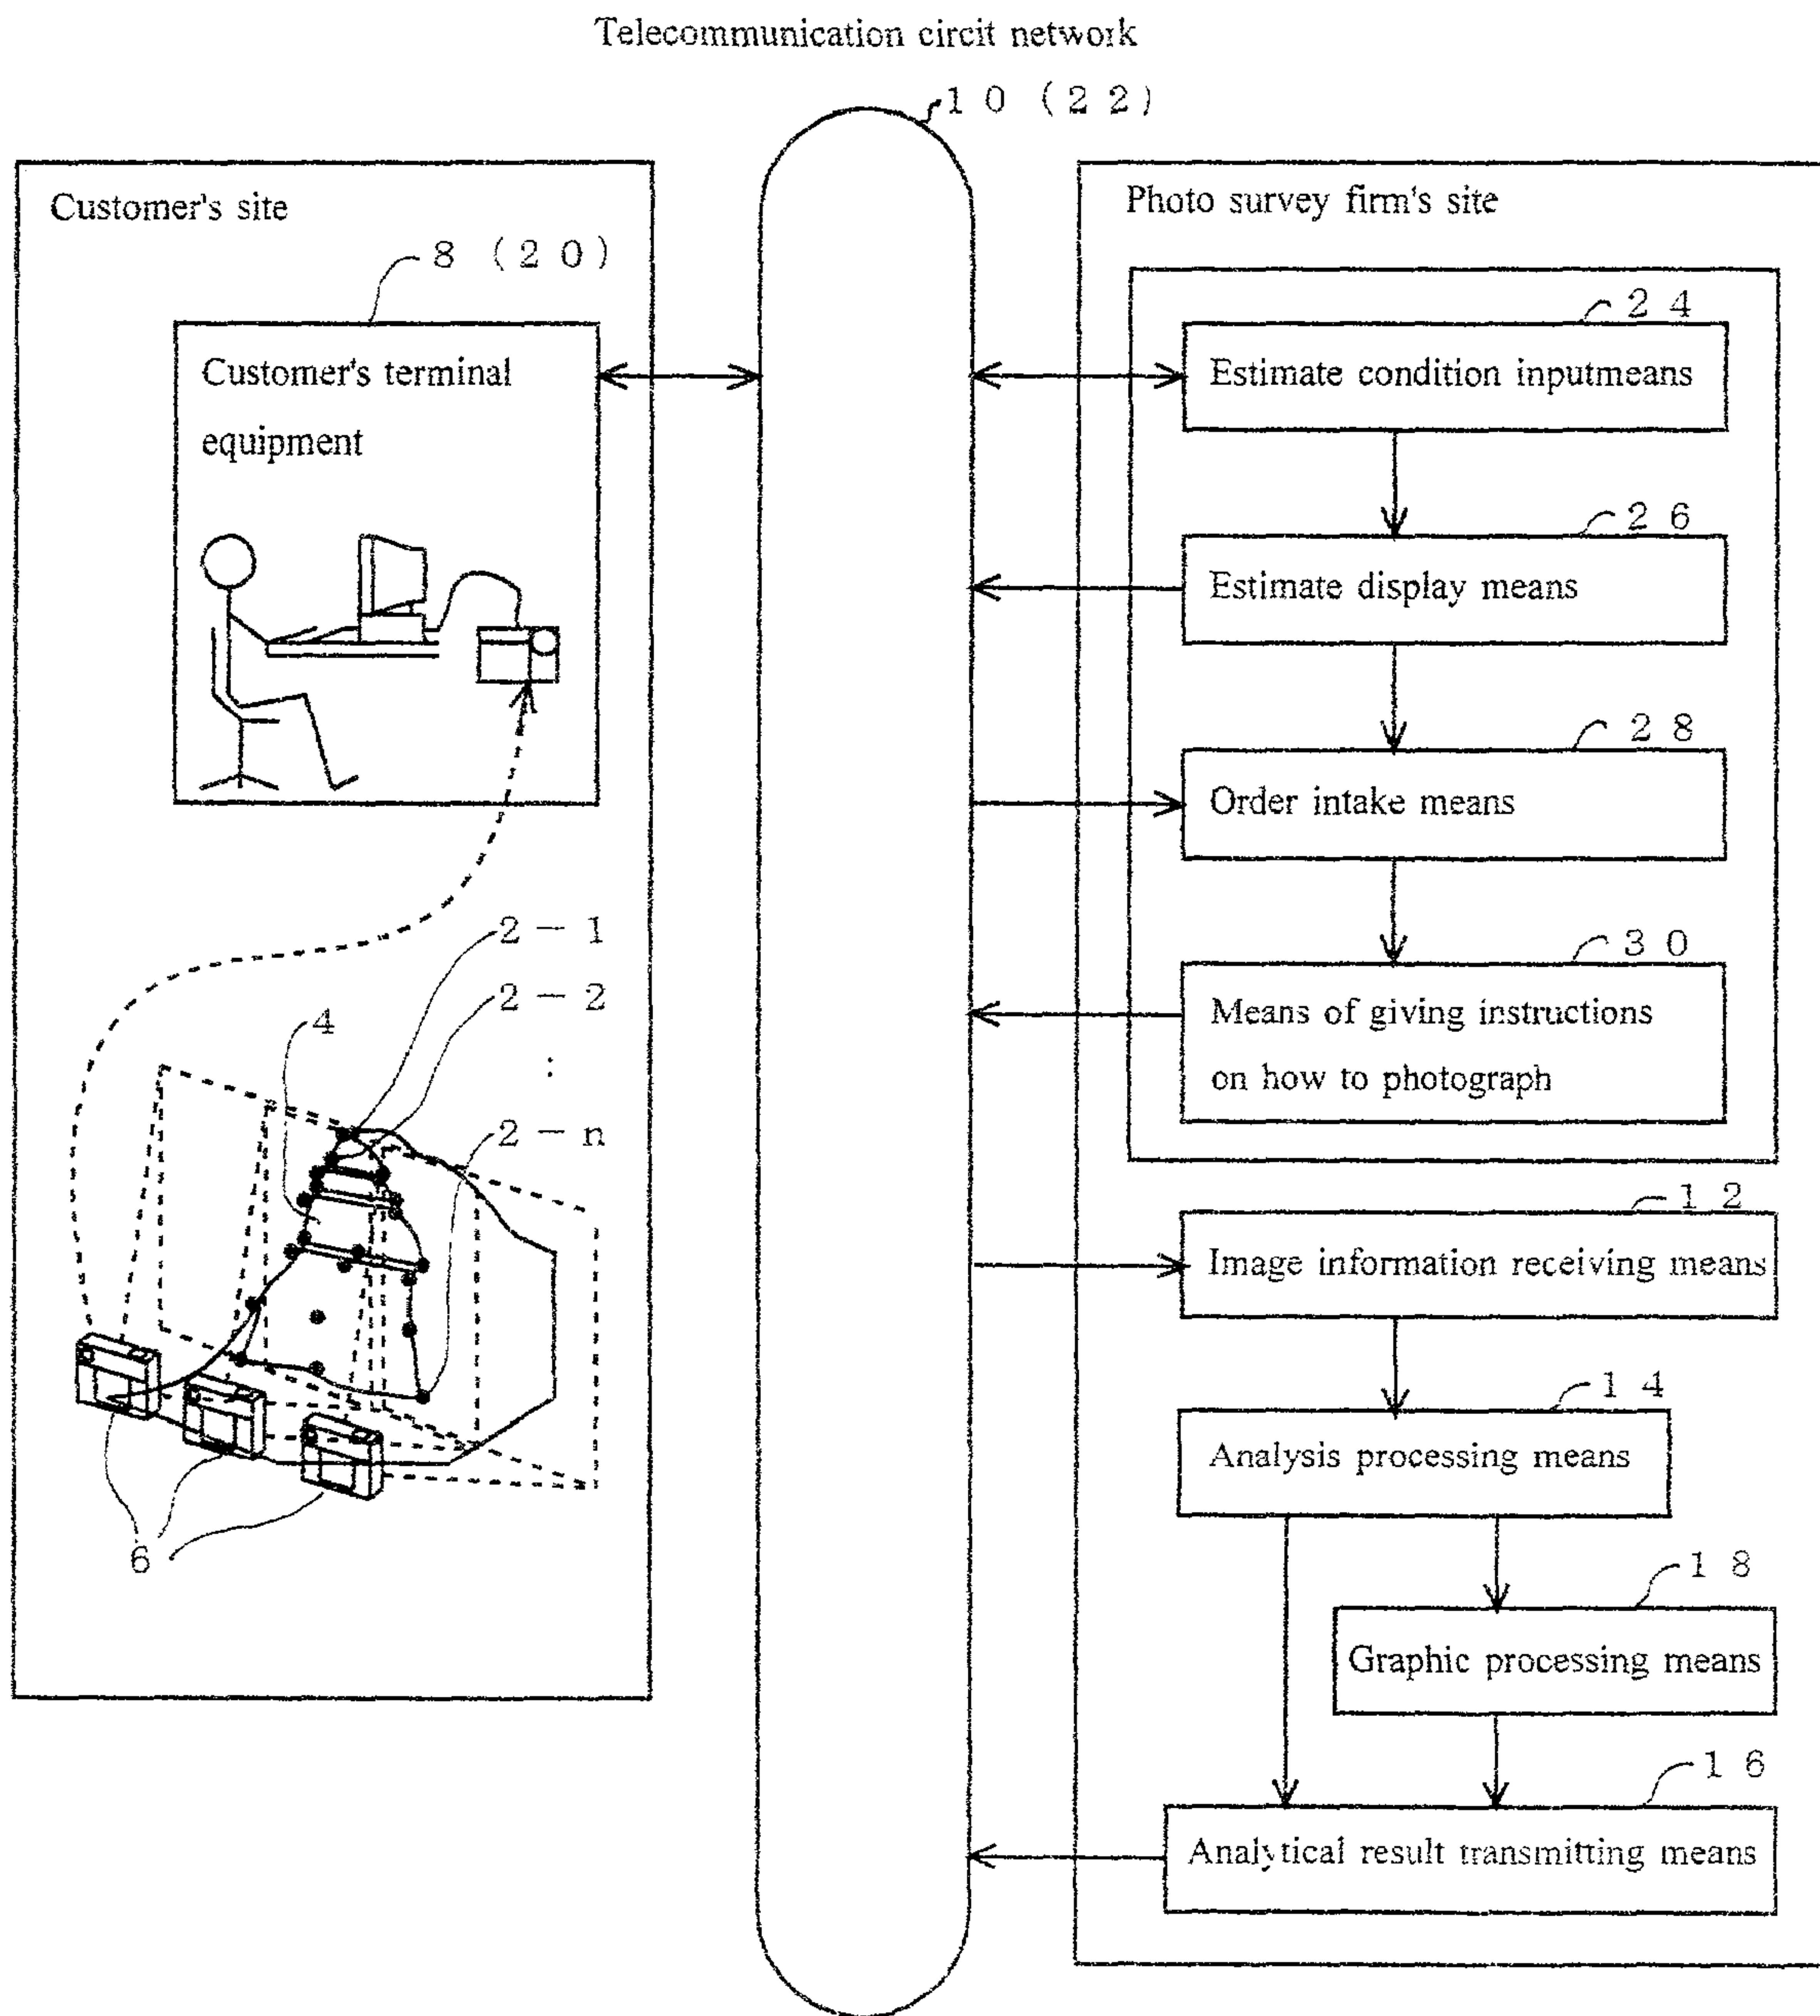 Telecommunication circit network
10 (22)
Customer's site
8 (20)
Customer's terminal
equipment
2-1
2-2
:
4
2-n
6
Photo survey firm's site
24
Estimate condition inputmeans
26
Estimate display means
28
Order intake means
30
Means of giving instructions
on how to photograph
12
Image information receiving means
14
Analysis processing means
18
Graphic processing means
16
Analytical result transmitting means